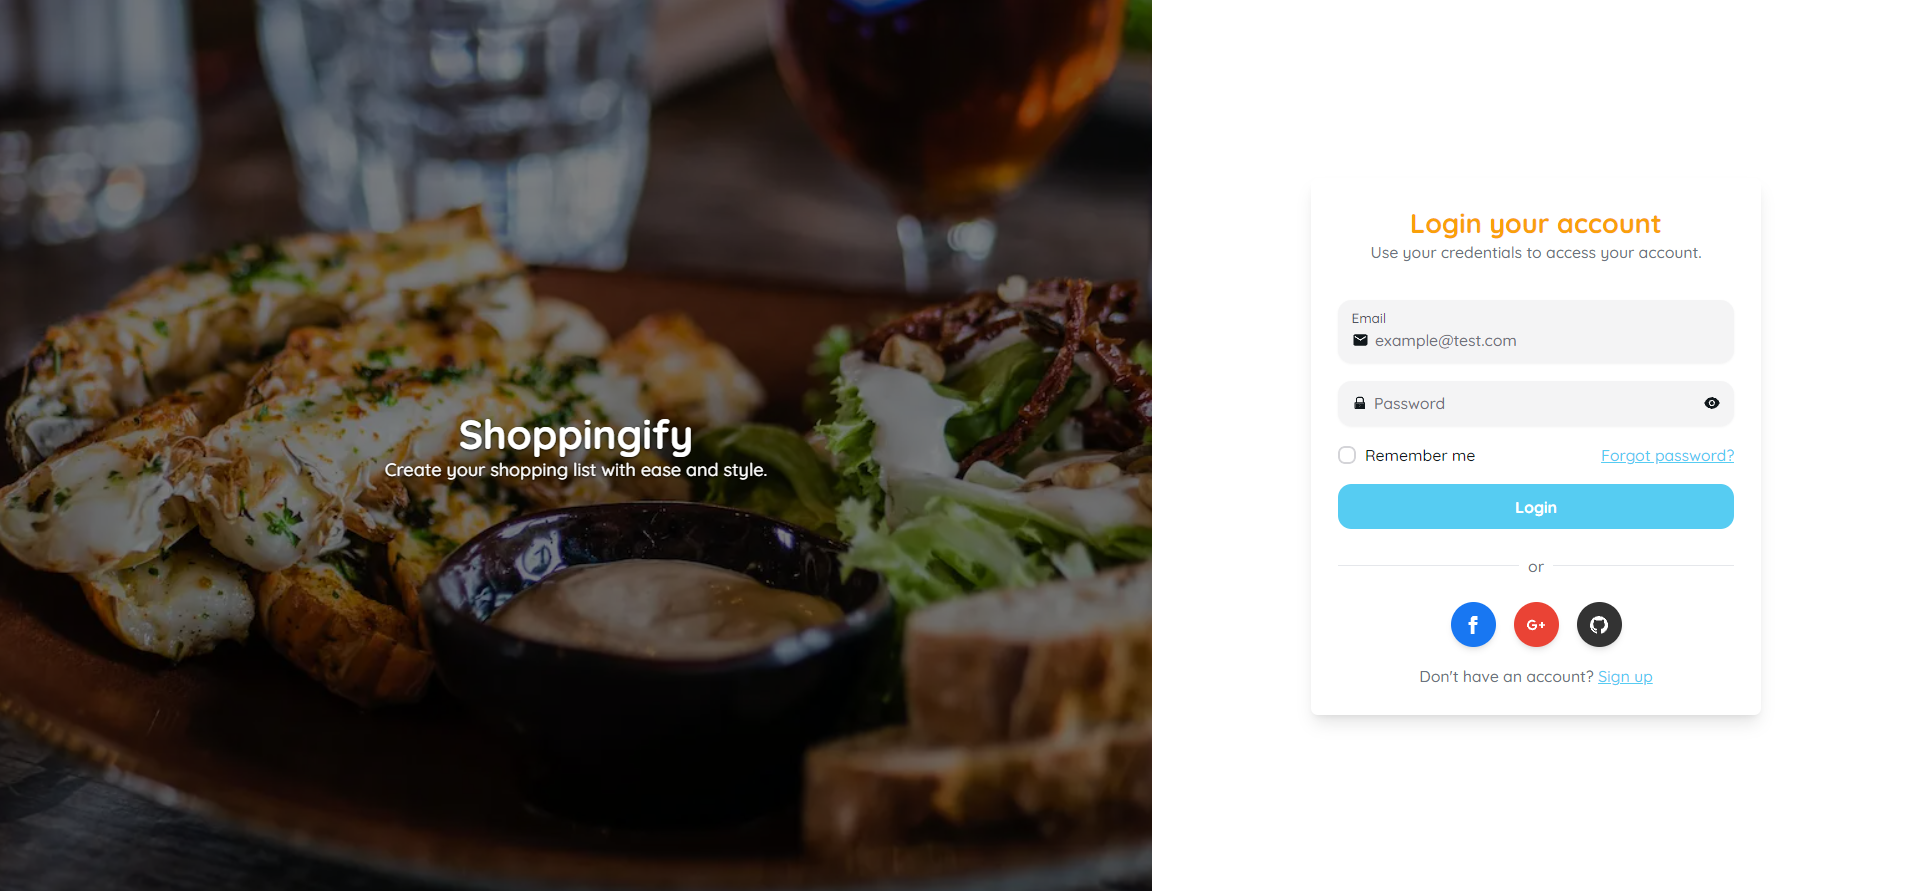 Shoppingify
Create your shopping list with ease and style.
Login your account
Use your credentials to access your account.
Email
example@test.com
Password
Remember me
Forgot password?
Login
or
G+
Don't have an account? Sign up